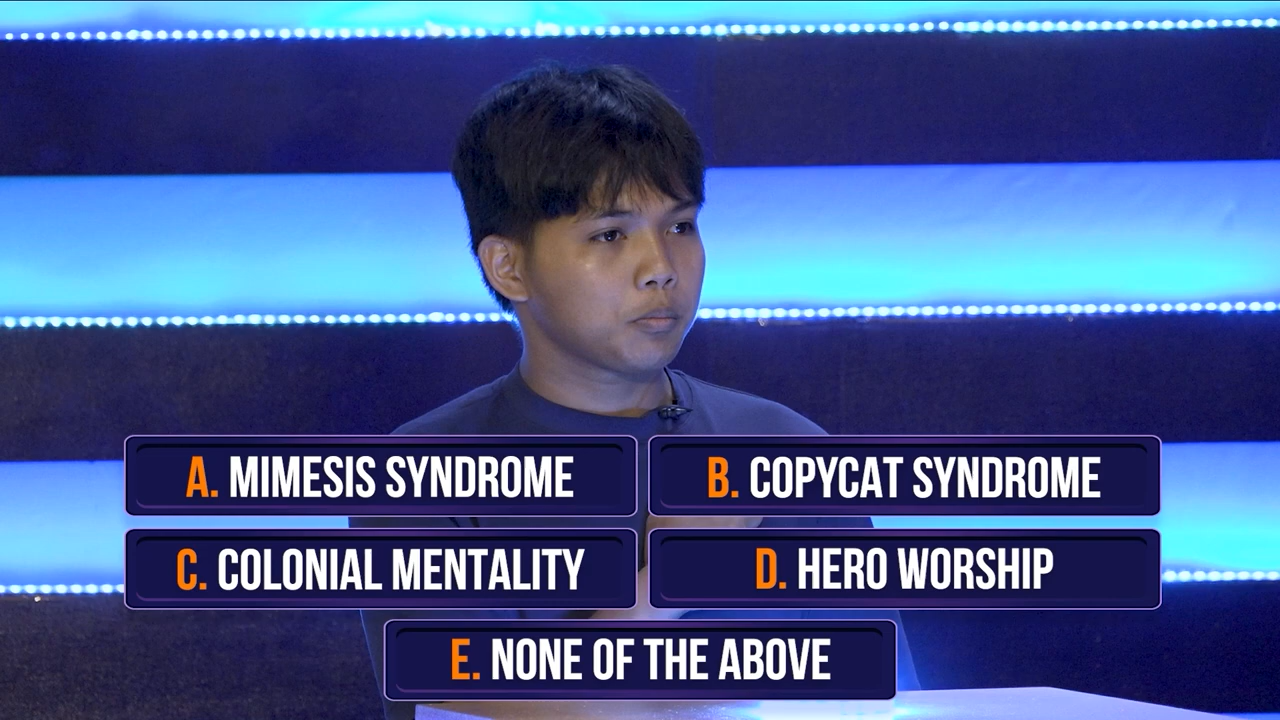 A. MIMESIS SYNDROME
B. COPYCAT SYNDROME
C. COLONIAL MENTALITY
D. HERO WORSHIP
E. NONE OF THE ABOVE